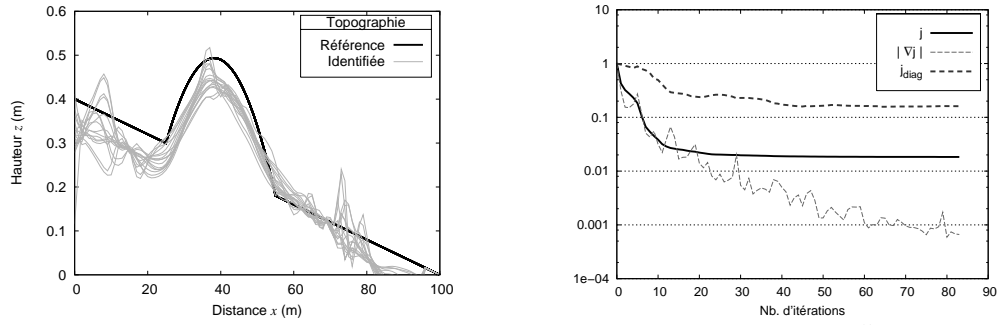 Topographie
Référence
Identifiée
0.6
0.5
0.4
0.3
0.2
0.1
0
0 20 40 60 80 100
Hauteur z (m)
Distance x (m)
j
| ∇j |
j_diag
10
1
0.1
0.01
0.001
1e−04
0 10 20 30 40 50 60 70 80 90
Nb. d'itérations